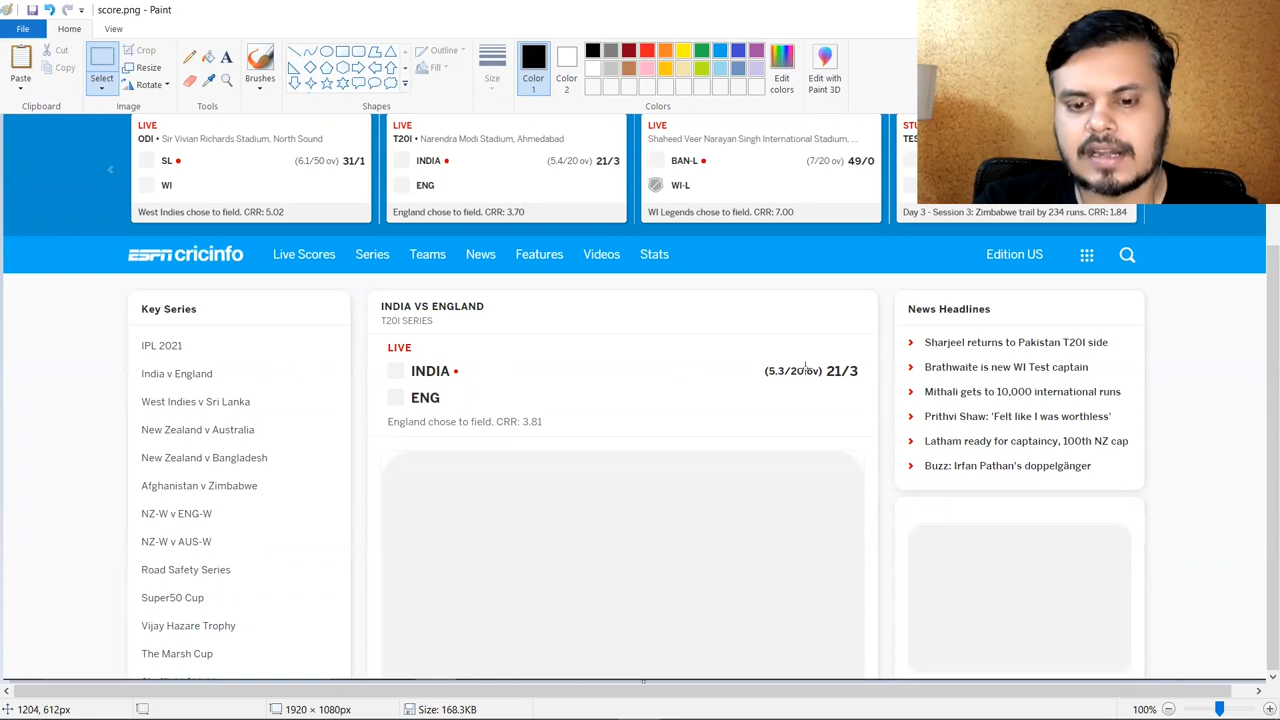 score.png - Paint
File
Home
View
Paste
Cut
Copy
Clipboard
Select
Crop
Resize
Rotate
Image
A
Tools
Brushes
Outline
Fill
Shapes
Size
Color 1
Color 2
Edit colors
Edit with Paint 3D
Colors
LIVE
ODI • Sir Vivian Richards Stadium, North Sound
SL (6.1/50 ov) 31/1
WI
West Indies chose to field. CRR: 5.02
LIVE
T20I • Narendra Modi Stadium, Ahmedabad
INDIA (5.4/20 ov) 21/3
ENG
England chose to field. CRR: 3.70
LIVE
Shaheed Veer Narayan Singh International Stadium, ...
BAN-L (7/20 ov) 49/0
WI-L
WI Legends chose to field. CRR: 7.00
Day 3 - Session 3: Zimbabwe trail by 234 runs. CRR: 1.84
ESPN cricinfo
Live Scores
Series
Teams
News
Features
Videos
Stats
Edition US
Key Series
IPL 2021
India v England
West Indies v Sri Lanka
New Zealand v Australia
New Zealand v Bangladesh
Afghanistan v Zimbabwe
NZ-W v ENG-W
NZ-W v AUS-W
Road Safety Series
Super50 Cup
Vijay Hazare Trophy
The Marsh Cup
INDIA VS ENGLAND
T20I SERIES
LIVE
INDIA (5.3/20 ov) 21/3
ENG
England chose to field. CRR: 3.81
News Headlines
Sharjeel returns to Pakistan T20I side
Brathwaite is new WI Test captain
Mithali gets to 10,000 international runs
Prithvi Shaw: 'Felt like I was worthless'
Latham ready for captaincy, 100th NZ cap
Buzz: Irfan Pathan's doppelgänger
1204, 612px
1920 × 1080px
Size: 168.3KB
100%